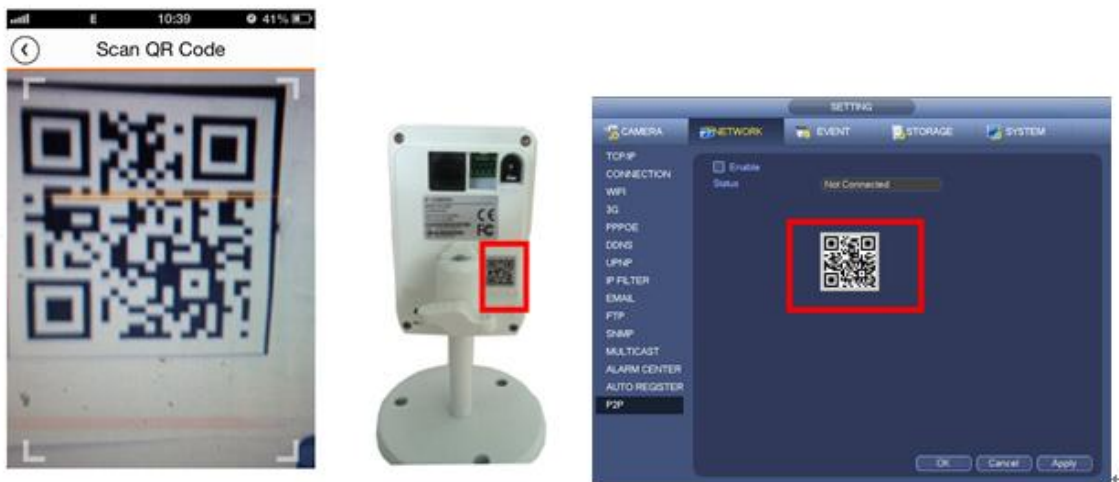 E 10:39 41%
Scan QR Code
CE
FC
SETTING
CAMERA NETWORK EVENT STORAGE SYSTEM
TCP/IP
CONNECTION
WIFI
3G
PPPOE
DDNS
UPNP
IP FILTER
EMAIL
FTP
SNMP
MULTICAST
ALARM CENTER
AUTO REGISTER
P2P
Enable
Status Not Connected
OK Cancel Apply